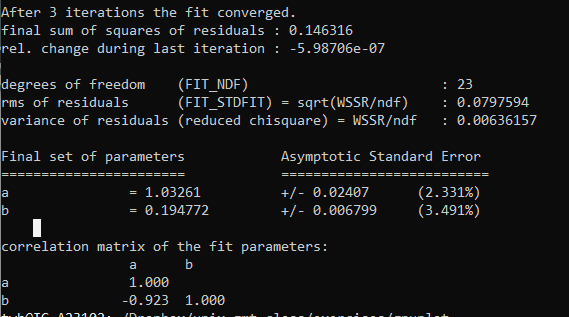 After 3 iterations the fit converged.
final sum of squares of residuals : 0.146316
rel. change during last iteration : -5.98706e-07
degrees of freedom    (FIT_NDF)                        : 23
rms of residuals      (FIT_STDFIT) = sqrt(WSSR/ndf)    : 0.0797594
variance of residuals (reduced chisquare) = WSSR/ndf   : 0.00636157
Final set of parameters            Asymptotic Standard Error
=======================            ==========================
a               = 1.03261          +/- 0.02407      (2.331%)
b               = 0.194772         +/- 0.006799     (3.491%)
correlation matrix of the fit parameters:
                a      b
a               1.000
b              -0.923  1.000